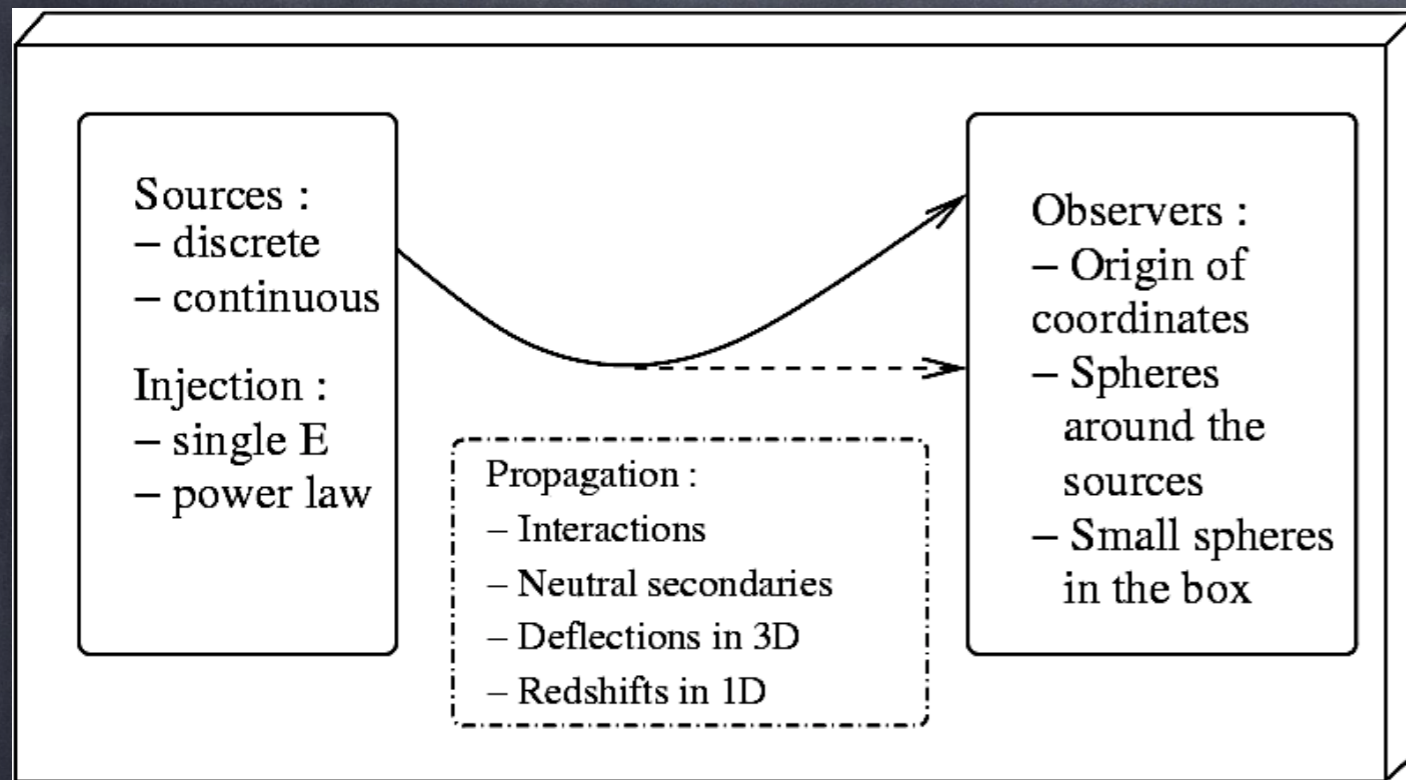 Sources :
– discrete
– continuous
Injection :
– single E
– power law
Propagation :
– Interactions
– Neutral secondaries
– Deflections in 3D
– Redshifts in 1D
Observers :
– Origin of
coordinates
– Spheres
around the
sources
– Small spheres
in the box